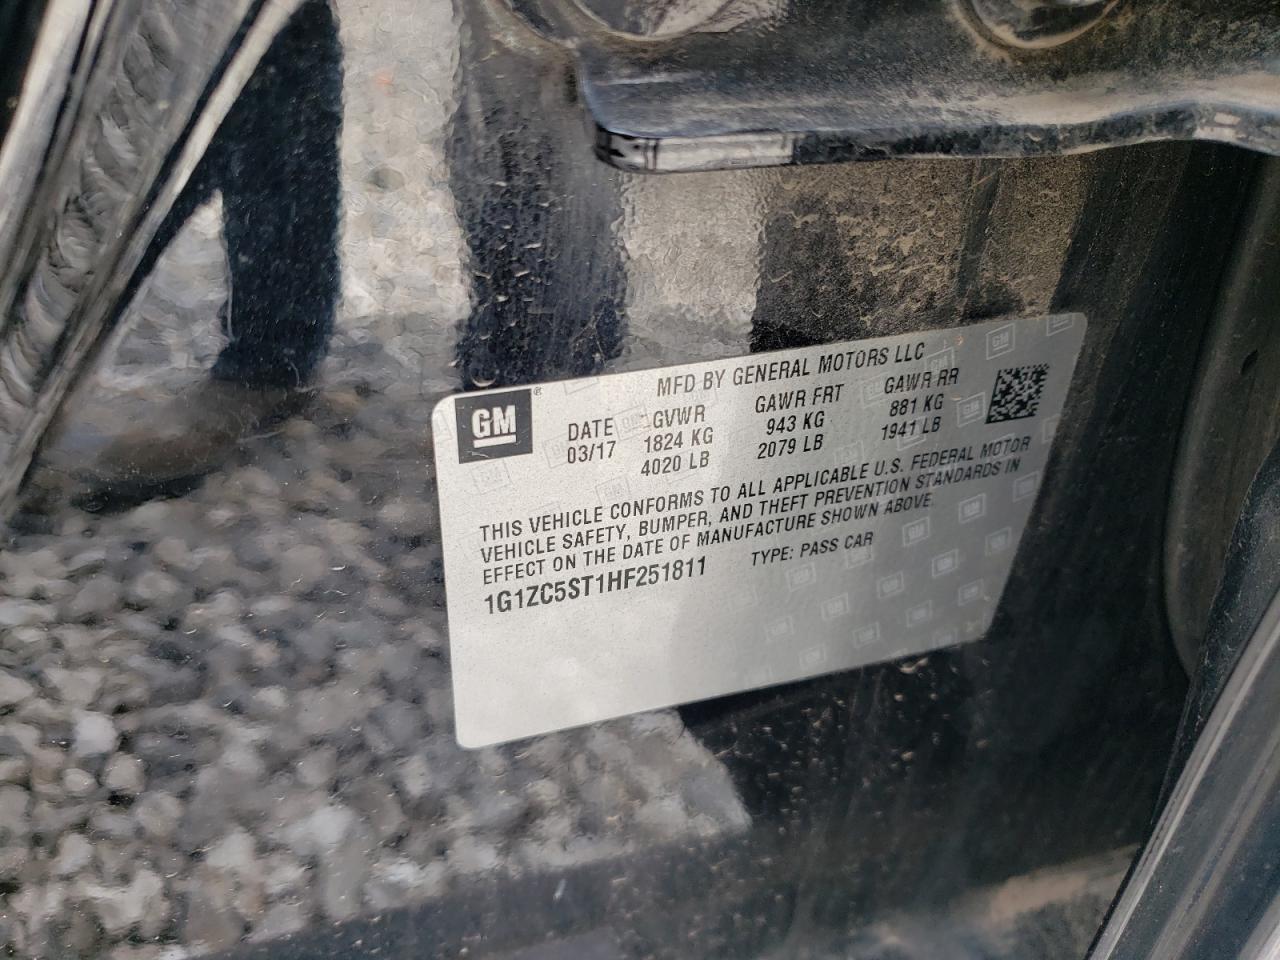 GM ®
MFD BY GENERAL MOTORS LLC
DATE GVWR GAWR FRT GAWR RR
03/17 1824 KG 943 KG 881 KG
4020 LB 2079 LB 1941 LB
THIS VEHICLE CONFORMS TO ALL APPLICABLE U.S. FEDERAL MOTOR
VEHICLE SAFETY, BUMPER, AND THEFT PREVENTION STANDARDS IN
EFFECT ON THE DATE OF MANUFACTURE SHOWN ABOVE.
1G1ZC5ST1HF251811 TYPE: PASS CAR